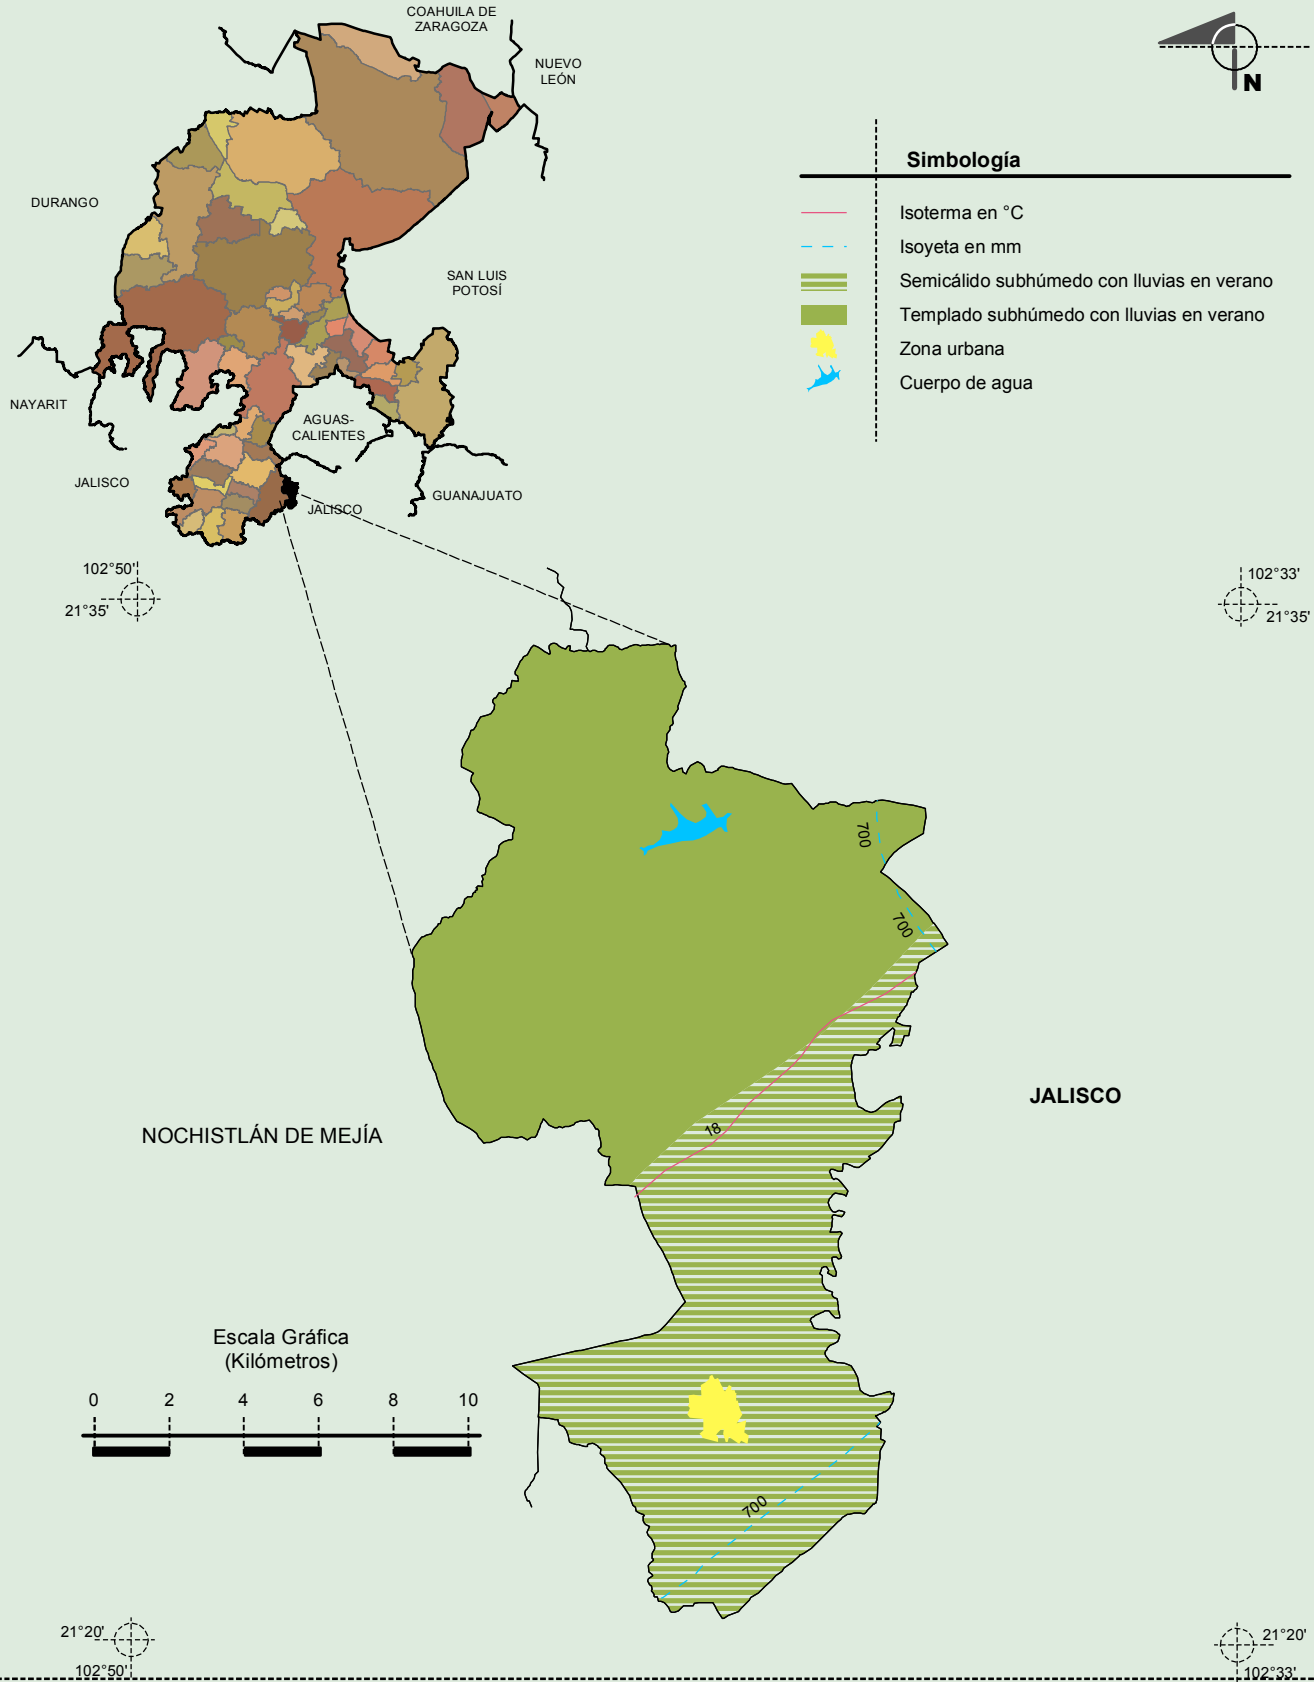 COAHUILA DE
ZARAGOZA
NUEVO
LEÓN
DURANGO
SAN LUIS
POTOSÍ
NAYARIT
AGUAS-
CALIENTES
JALISCO
GUANAJUATO
JALISCO
N
Simbología
Isoterma en °C
Isoyeta en mm
Semicálido subhúmedo con lluvias en verano
Templado subhúmedo con lluvias en verano
Zona urbana
Cuerpo de agua
102°50'
21°35'
102°33'
21°35'
700
700
JALISCO
18
NOCHISTLÁN DE MEJÍA
Escala Gráfica
(Kilómetros)
0 2 4 6 8 10
700
21°20'
102°50'
21°20'
102°33'